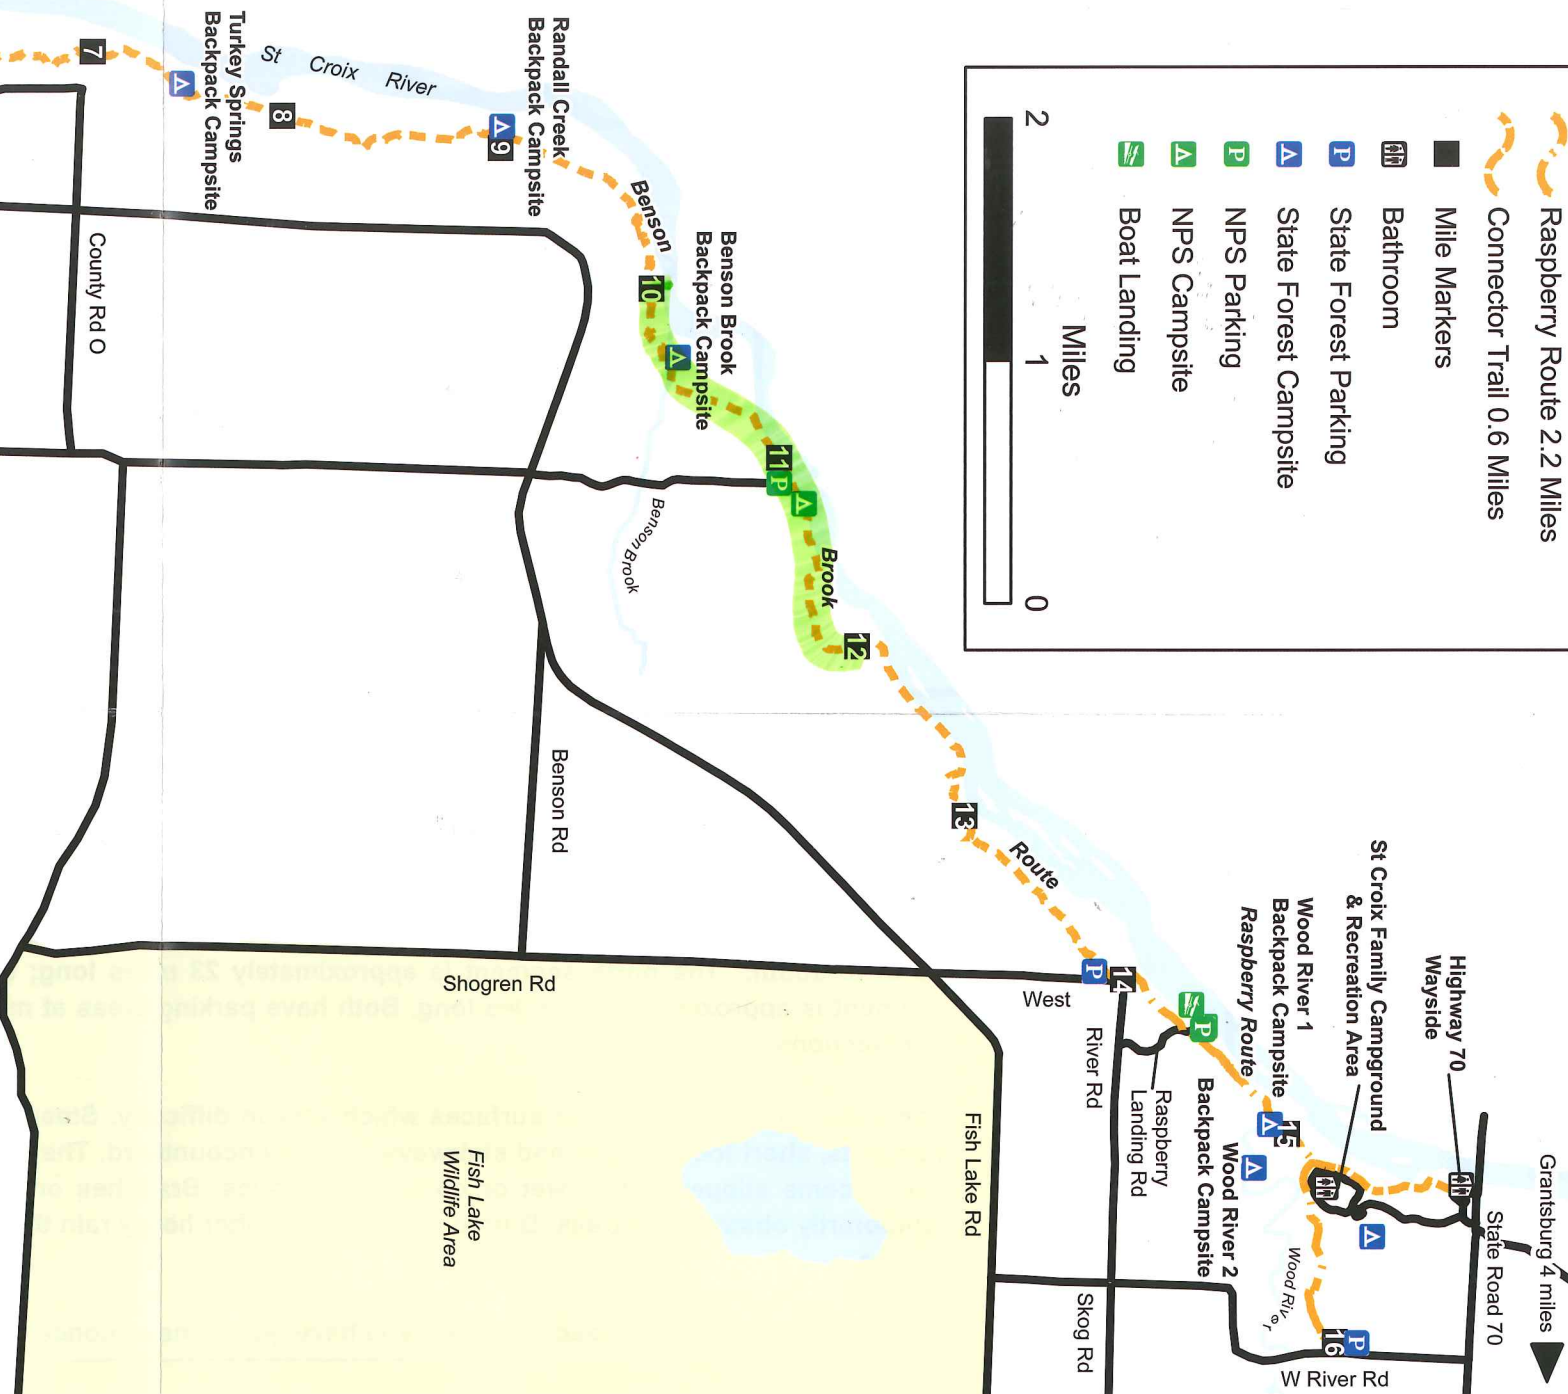 Raspberry Route 2.2 Miles
Connector Trail 0.6 Miles
Mile Markers
Bathroom
P State Forest Parking
State Forest Campsite
P NPS Parking
NPS Campsite
Boat Landing
2 1 0
Miles
Grantsburg 4 miles
State Road 70
Highway 70
Wayside
St Croix Family Campground
& Recreation Area
W River Rd
P
16
Wood River
Wood River 1
Backpack Campsite
Raspberry Route
15
Wood River 2
Backpack Campsite
P
Raspberry
Landing Rd
14
P
West
River Rd
Skog Rd
Route
13
Fish Lake Rd
12
Brook
11
P
Benson Brook
Backpack Campsite
10
Benson
Benson Brook
Randall Creek
Backpack Campsite
9
Benson Rd
Shogren Rd
Fish Lake
Wildlife Area
St Croix River
8
Turkey Springs
Backpack Campsite
7
County Rd O